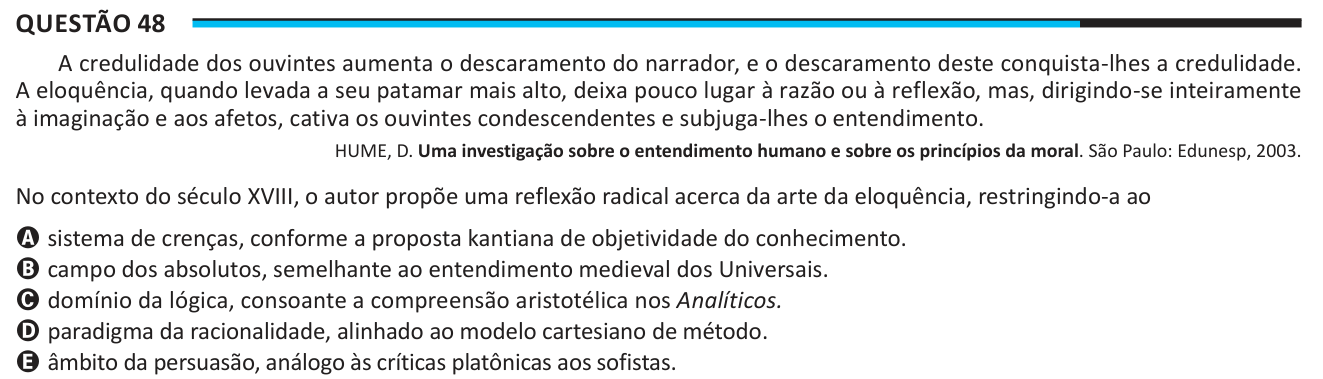 QUESTÃO 48
A credulidade dos ouvintes aumenta o descaramento do narrador, e o descaramento deste conquista-lhes a credulidade.
A eloquência, quando levada a seu patamar mais alto, deixa pouco lugar à razão ou à reflexão, mas, dirigindo-se inteiramente
à imaginação e aos afetos, cativa os ouvintes condescendentes e subjuga-lhes o entendimento.
HUME, D. Uma investigação sobre o entendimento humano e sobre os princípios da moral. São Paulo: Edunesp, 2003.
No contexto do século XVIII, o autor propõe uma reflexão radical acerca da arte da eloquência, restringindo-a ao
A sistema de crenças, conforme a proposta kantiana de objetividade do conhecimento.
B campo dos absolutos, semelhante ao entendimento medieval dos Universais.
C domínio da lógica, consoante a compreensão aristotélica nos Analíticos.
D paradigma da racionalidade, alinhado ao modelo cartesiano de método.
E âmbito da persuasão, análogo às críticas platônicas aos sofistas.